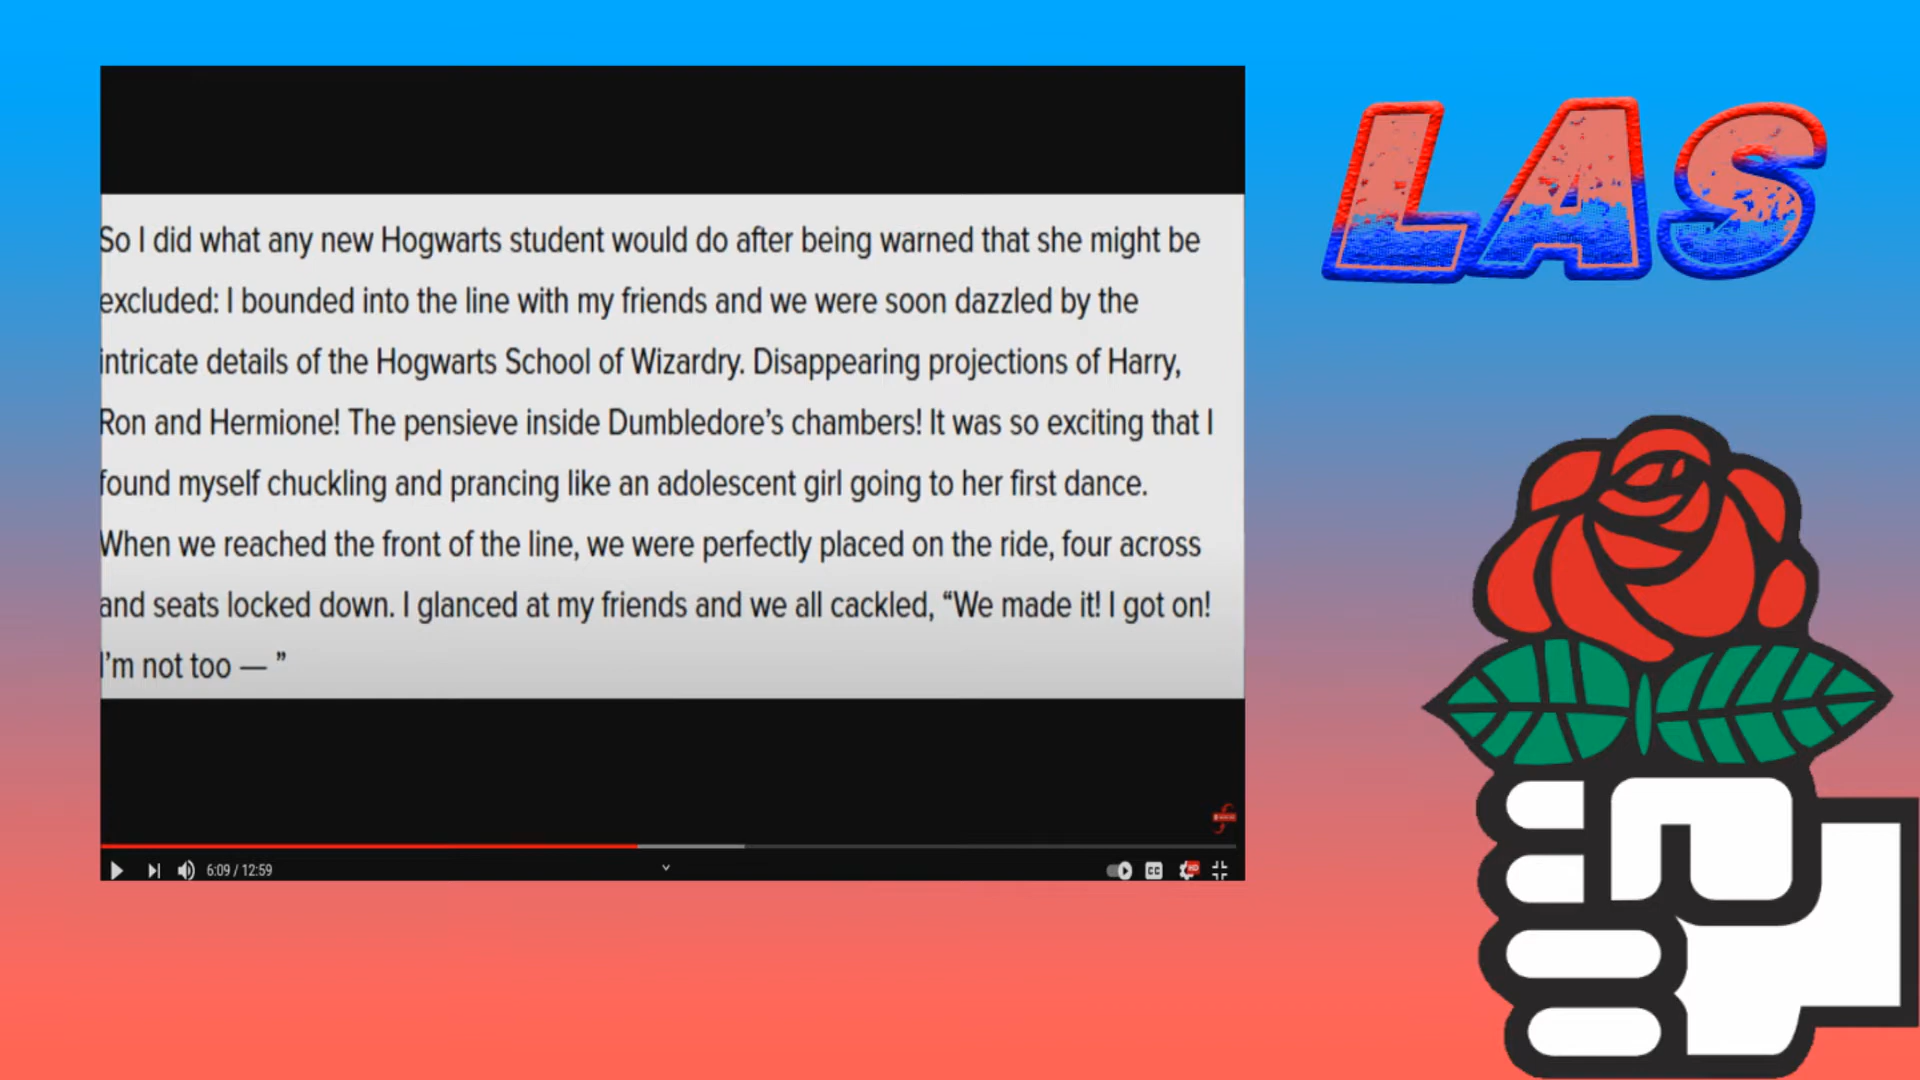 LAS
So I did what any new Hogwarts student would do after being warned that she might be
excluded: I bounded into the line with my friends and we were soon dazzled by the
intricate details of the Hogwarts School of Wizardry. Disappearing projections of Harry,
Ron and Hermione! The pensieve inside Dumbledore’s chambers! It was so exciting that I
found myself chuckling and prancing like an adolescent girl going to her first dance.
When we reached the front of the line, we were perfectly placed on the ride, four across
and seats locked down. I glanced at my friends and we all cackled, “We made it! I got on!
I’m not too — ”
6:09 / 12:59
CC
HD